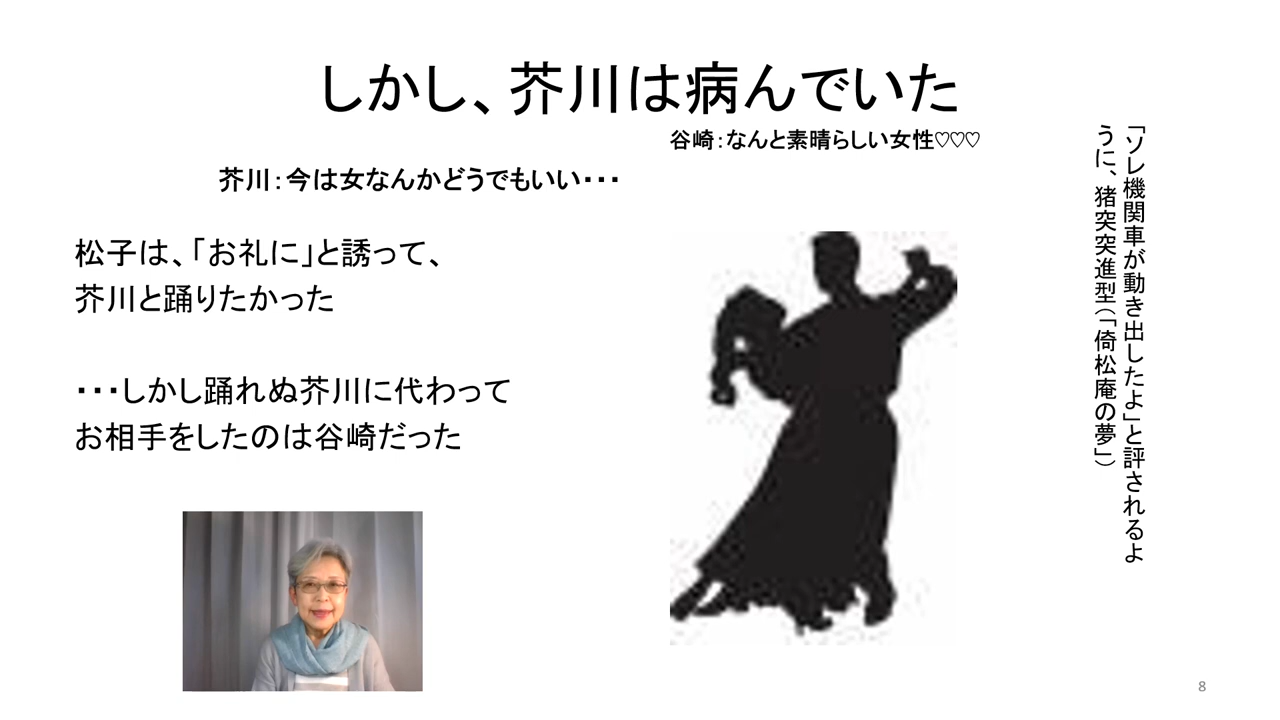 しかし、芥川は病んでいた
谷崎：なんと素晴らしい女性♡♡♡
芥川：今は女なんかどうでもいい・・・
松子は、「お礼に」と誘って、
芥川と踊りたかった
・・・しかし踊れぬ芥川に代わって
お相手をしたのは谷崎だった
「ソレ機関車が動き出したよ」と評されるよ
うに、猪突突進型（「倚松庵の夢」）
8